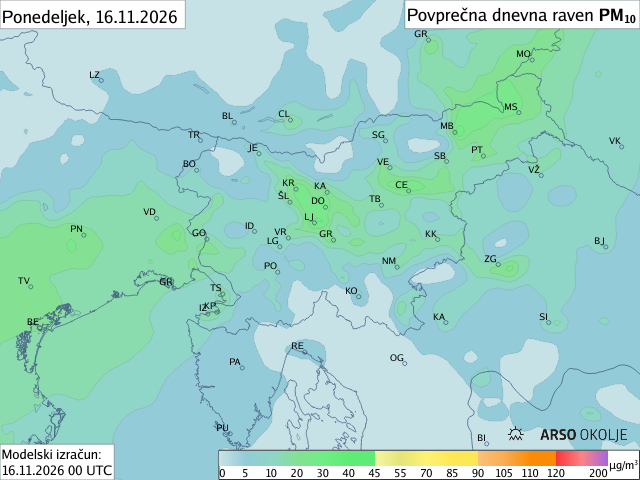 Ponedeljek, 16.11.2026
Povprečna dnevna raven PM₁₀
GR
MO
LZ
MS
BL
CL
MB
TR
SG
VK
JE
PT
SB
BO
VE
VŽ
KR
KA
CE
ŠL
DO
TB
VD
LJ
PN
GO
ID
VR
GR
KK
LG
BJ
PO
NM
ZG
TV
GR
TS
KO
IZ
KP
BE
KA
SI
RE
PA
OG
PU
BI
ARSO OKOLJE
Modelski izračun:
16.11.2026 00 UTC
0 5 10 20 30 45 55 70 85 90 105 110 120 200 µg/m³